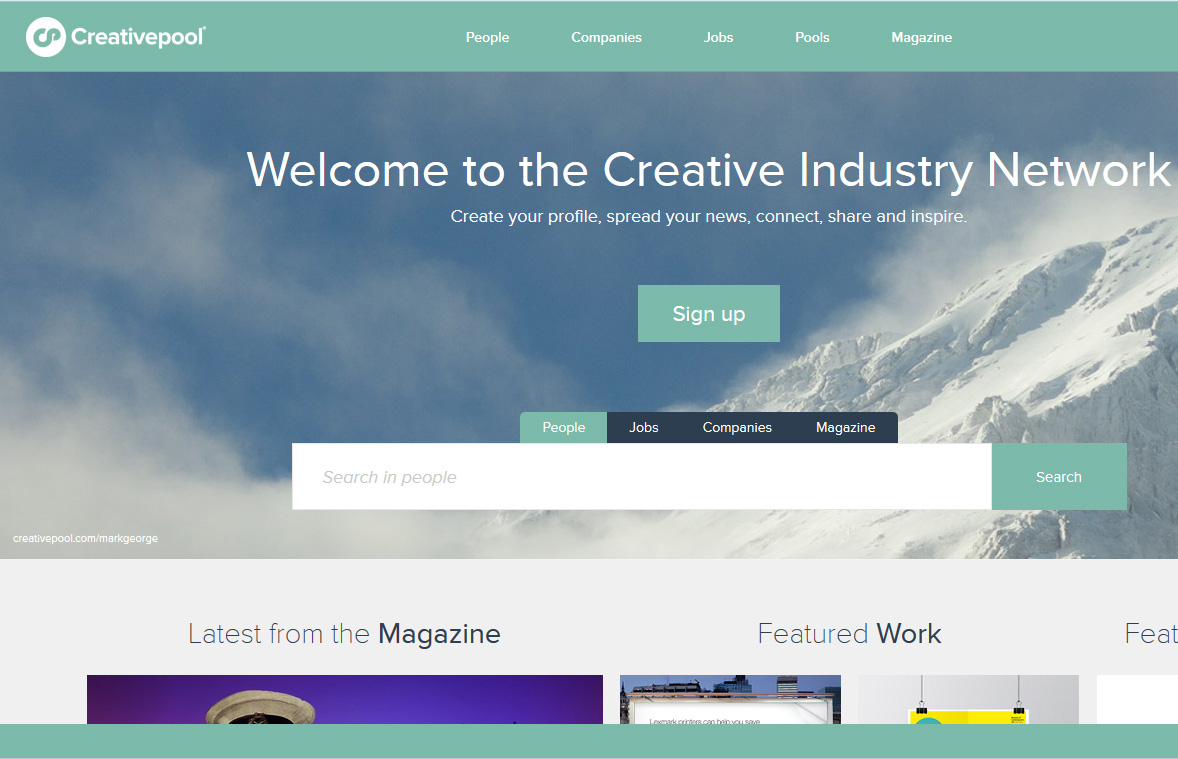 Creativepool
People Companies Jobs Pools Magazine
Welcome to the Creative Industry Network
Create your profile, spread your news, connect, share and inspire.
Sign up
People Jobs Companies Magazine
Search in people Search
creativepool.com/markgeorge
Latest from the Magazine Featured Work Feat
Lexmark printers can help you save